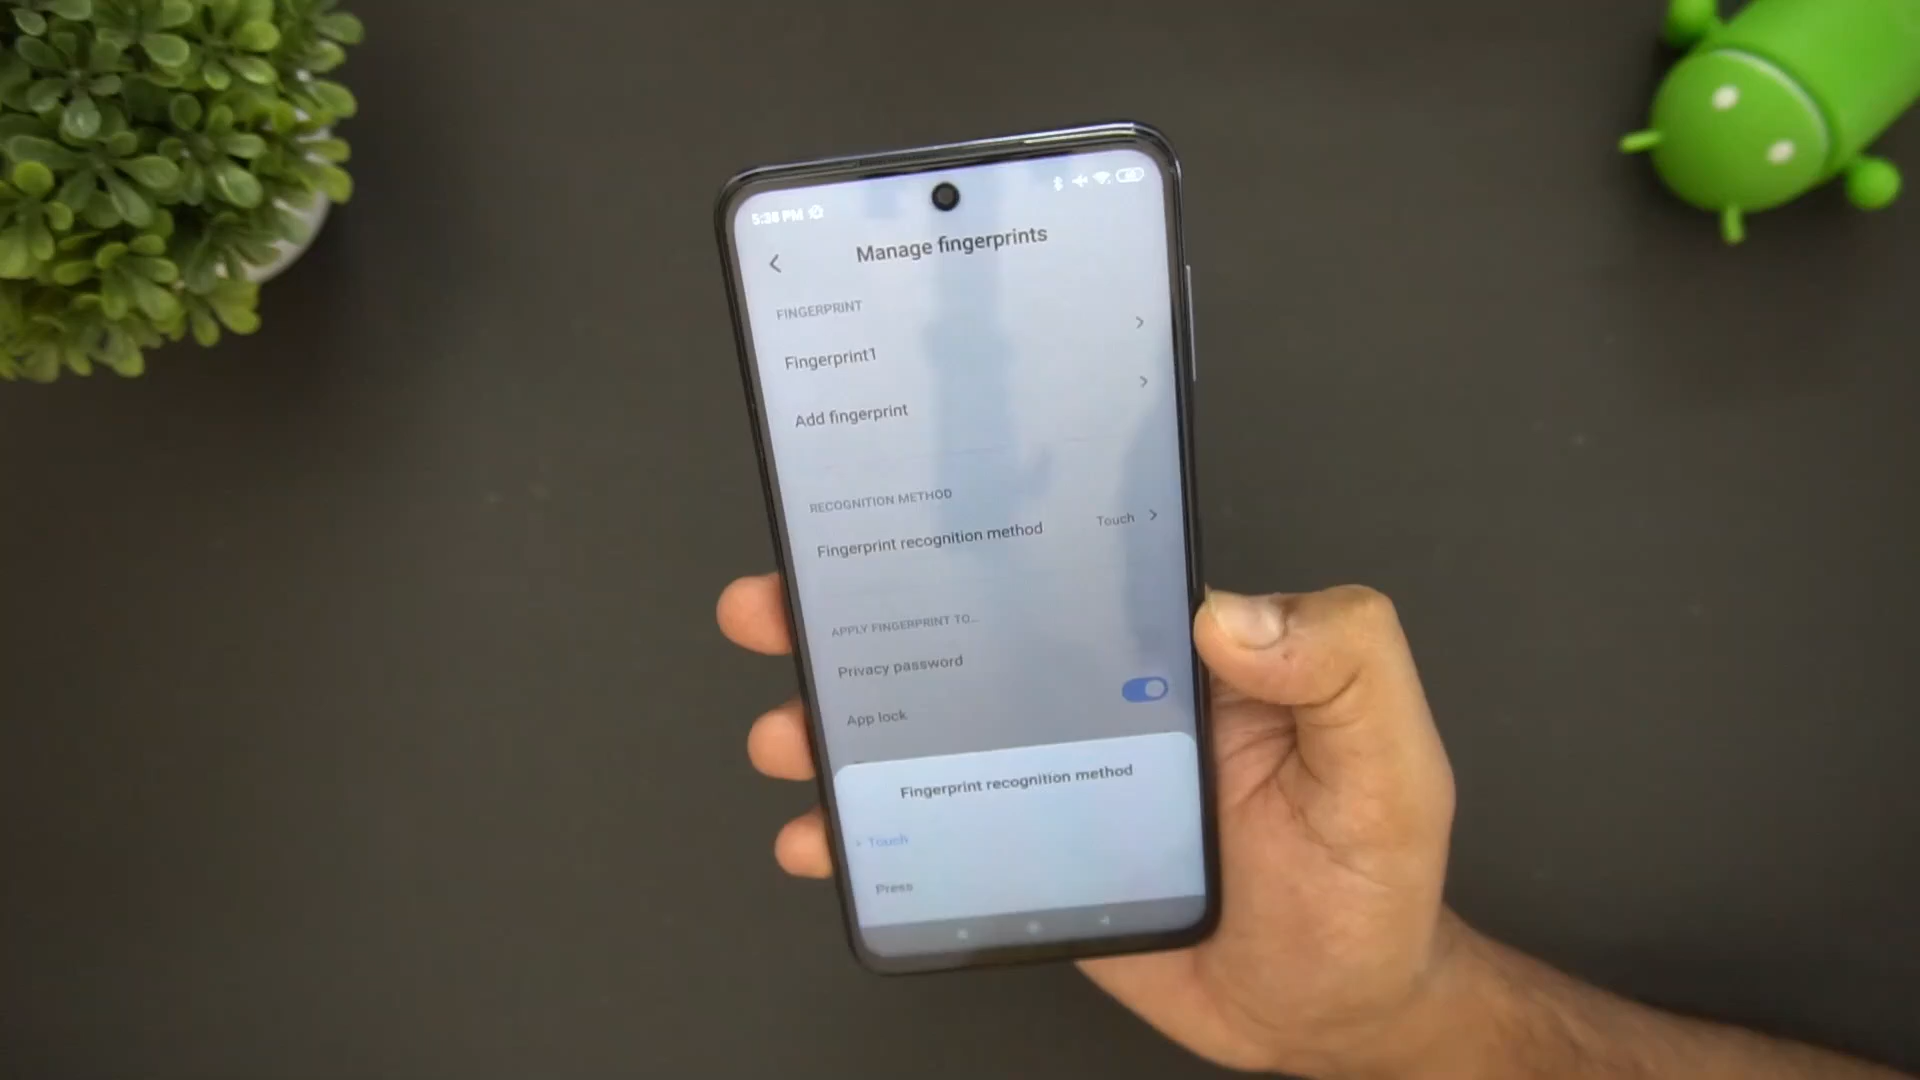 5:36 PM
Manage fingerprints
FINGERPRINT
Fingerprint1
Add fingerprint
RECOGNITION METHOD
Fingerprint recognition method Touch
APPLY FINGERPRINT TO...
Privacy password
App lock
Fingerprint recognition method
Touch
Press